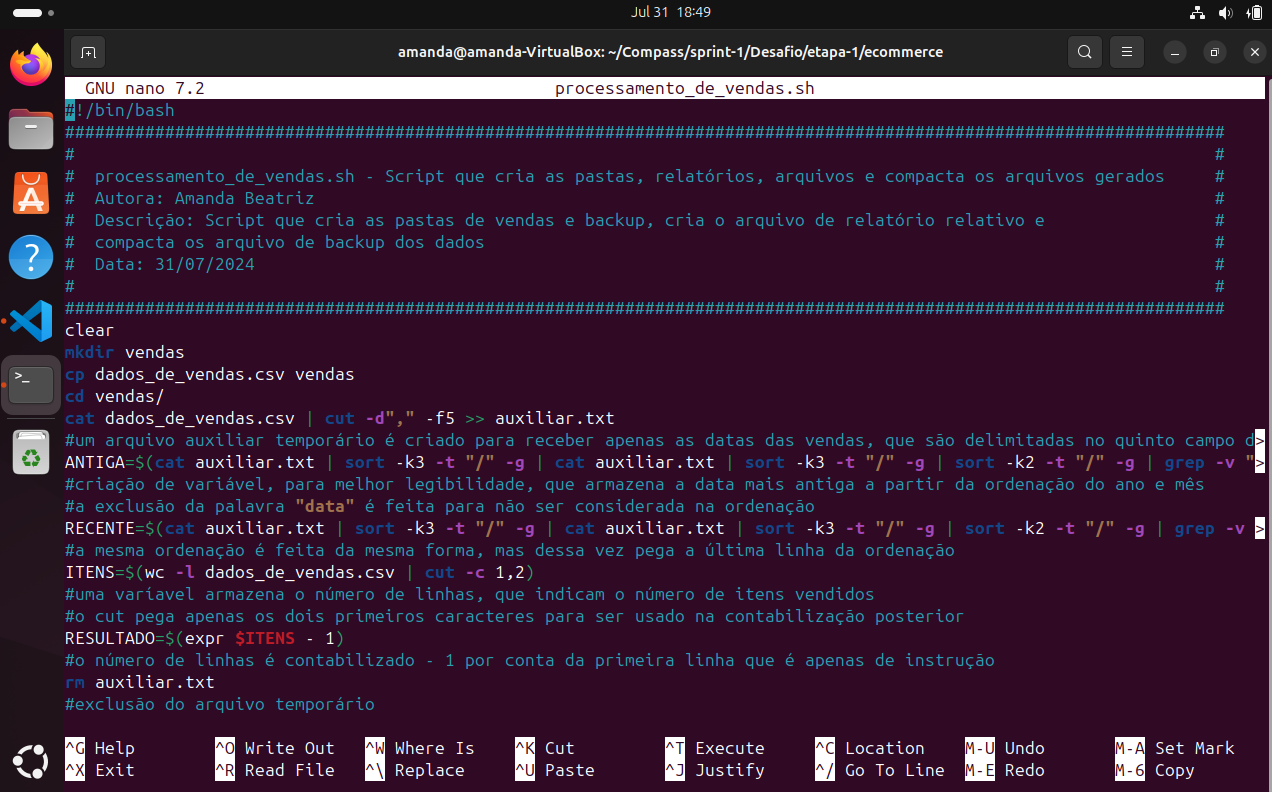 Jul 31 18:49
amanda@amanda-VirtualBox: ~/Compass/sprint-1/Desafio/etapa-1/ecommerce
GNU nano 7.2 processamento_de_vendas.sh
#!/bin/bash
####################################################################################################################
# #
# processamento_de_vendas.sh - Script que cria as pastas, relatórios, arquivos e compacta os arquivos gerados #
# Autora: Amanda Beatriz #
# Descrição: Script que cria as pastas de vendas e backup, cria o arquivo de relatório relativo e #
# compacta os arquivo de backup dos dados #
# Data: 31/07/2024 #
# #
####################################################################################################################
clear
mkdir vendas
cp dados_de_vendas.csv vendas
cd vendas/
cat dados_de_vendas.csv | cut -d"," -f5 >> auxiliar.txt
#um arquivo auxiliar temporário é criado para receber apenas as datas das vendas, que são delimitadas no quinto campo d>
ANTIGA=$(cat auxiliar.txt | sort -k3 -t "/" -g | cat auxiliar.txt | sort -k3 -t "/" -g | sort -k2 -t "/" -g | grep -v ">
#criação de variável, para melhor legibilidade, que armazena a data mais antiga a partir da ordenação do ano e mês
#a exclusão da palavra "data" é feita para não ser considerada na ordenação
RECENTE=$(cat auxiliar.txt | sort -k3 -t "/" -g | cat auxiliar.txt | sort -k3 -t "/" -g | sort -k2 -t "/" -g | grep -v >
#a mesma ordenação é feita da mesma forma, mas dessa vez pega a última linha da ordenação
ITENS=$(wc -l dados_de_vendas.csv | cut -c 1,2)
#uma varíavel armazena o número de linhas, que indicam o número de itens vendidos
#o cut pega apenas os dois primeiros caracteres para ser usado na contabilização posterior
RESULTADO=$(expr $ITENS - 1)
#o número de linhas é contabilizado - 1 por conta da primeira linha que é apenas de instrução
rm auxiliar.txt
#exclusão do arquivo temporário
^G Help ^O Write Out ^W Where Is ^K Cut ^T Execute ^C Location M-U Undo M-A Set Mark
^X Exit ^R Read File ^\ Replace ^U Paste ^J Justify ^/ Go To Line M-E Redo M-6 Copy